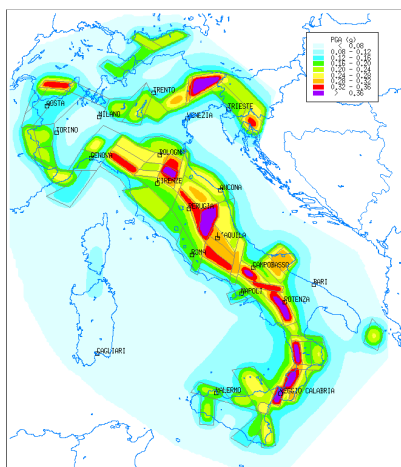 PGA (g)
< 0.08
0.08 - 0.12
0.12 - 0.16
0.16 - 0.20
0.20 - 0.24
0.24 - 0.28
0.28 - 0.32
0.32 - 0.36
> 0.36
TRENTO
AOSTA
TRIESTE
MILANO
VENEZIA
TORINO
BOLOGNA
GENOVA
FIRENZE
ANCONA
PERUGIA
L'AQUILA
ROMA
CAMPOBASSO
BARI
NAPOLI
POTENZA
CAGLIARI
PALERMO
REGGIO CALABRIA